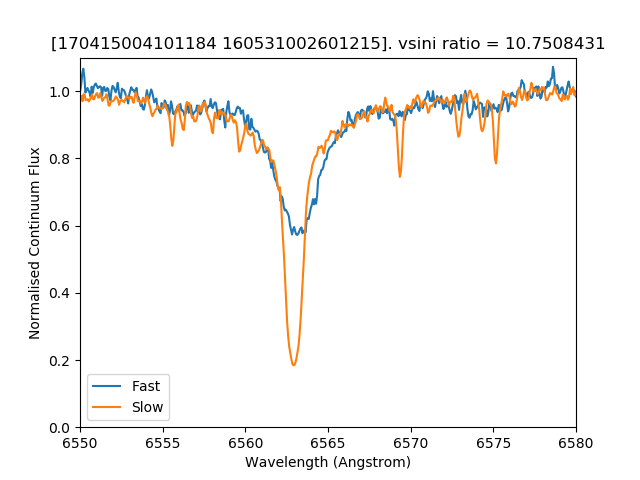 [170415004101184 160531002601215]. vsini ratio = 10.7508431
Normalised Continuum Flux
1.0
0.8
0.6
0.4
0.2
0.0
Fast
Slow
6550 6555 6560 6565 6570 6575 6580
Wavelength (Angstrom)